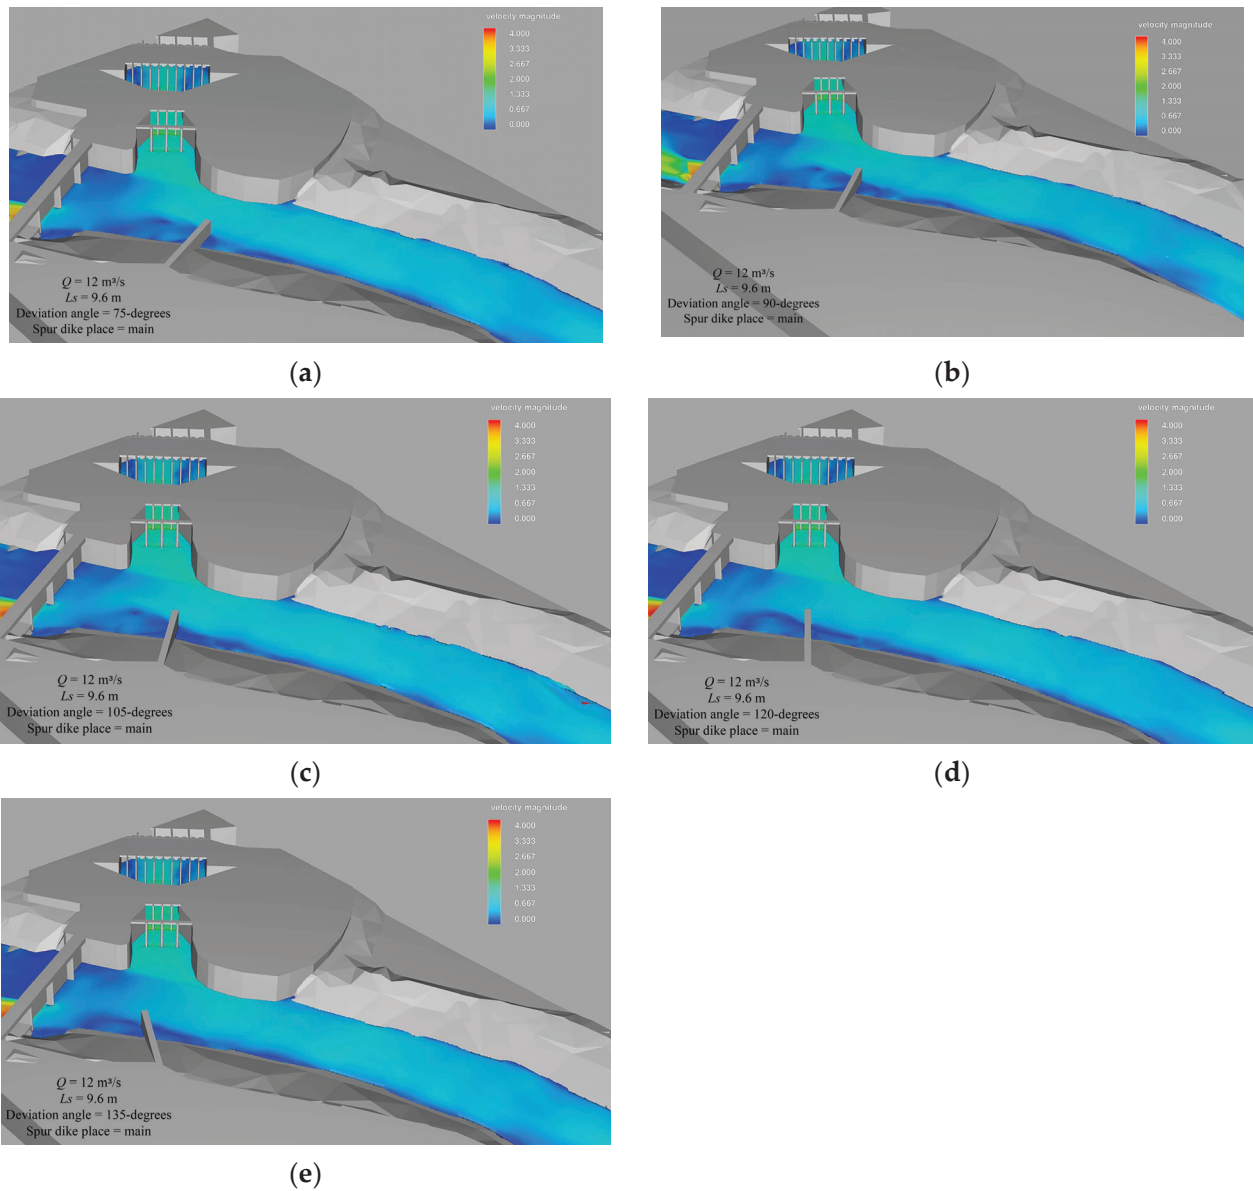 velocity magnitude
4.000
3.333
2.667
2.000
1.333
0.667
0.000
Q = 12 m³/s
Ls = 9.6 m
Deviation angle = 75-degrees
Spur dike place = main
(a)
velocity magnitude
4.000
3.333
2.667
2.000
1.333
0.667
0.000
Q = 12 m³/s
Ls = 9.6 m
Deviation angle = 90-degrees
Spur dike place = main
(b)
velocity magnitude
4.000
3.333
2.667
2.000
1.333
0.667
0.000
Q = 12 m³/s
Ls = 9.6 m
Deviation angle = 105-degrees
Spur dike place = main
(c)
velocity magnitude
4.000
3.333
2.667
2.000
1.333
0.667
0.000
Q = 12 m³/s
Ls = 9.6 m
Deviation angle = 120-degrees
Spur dike place = main
(d)
velocity magnitude
4.000
3.333
2.667
2.000
1.333
0.667
0.000
Q = 12 m³/s
Ls = 9.6 m
Deviation angle = 135-degrees
Spur dike place = main
(e)